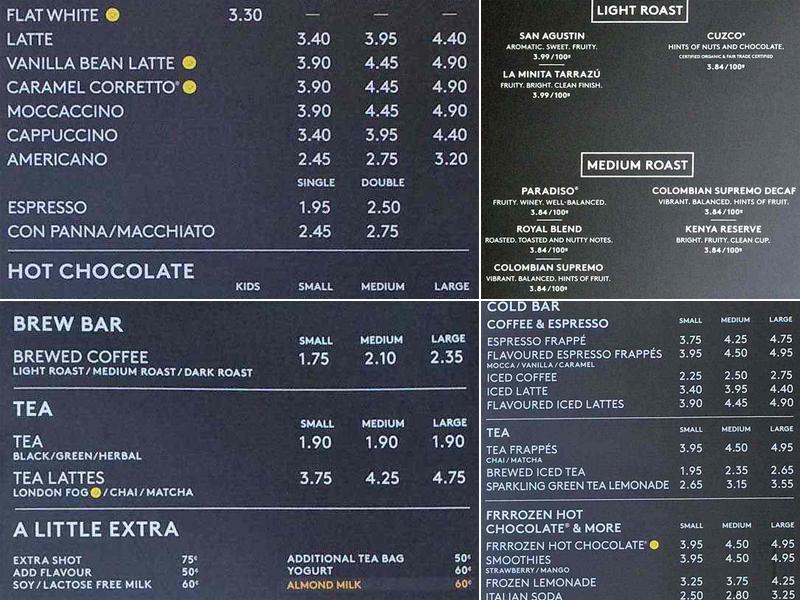 FLAT WHITE 3.30 — — —
LATTE 3.40 3.95 4.40
VANILLA BEAN LATTE 3.90 4.45 4.90
CARAMEL CORRETTO® 3.90 4.45 4.90
MOCCACCINO 3.90 4.45 4.90
CAPPUCCINO 3.40 3.95 4.40
AMERICANO 2.45 2.75 3.20
SINGLE DOUBLE
ESPRESSO 1.95 2.50
CON PANNA/MACCHIATO 2.45 2.75
HOT CHOCOLATE
KIDS SMALL MEDIUM LARGE
LIGHT ROAST
SAN AGUSTIN
AROMATIC. SWEET. FRUITY.
3.99/100g
LA MINITA TARRAZÚ
FRUITY. BRIGHT. CLEAN FINISH.
3.99/100g
CUZCO®
HINTS OF NUTS AND CHOCOLATE.
CERTIFIED ORGANIC & FAIR TRADE CERTIFIED
3.84/100g
MEDIUM ROAST
PARADISO®
FRUITY. WINEY. WELL-BALANCED.
3.84/100g
ROYAL BLEND
ROASTED. TOASTED AND NUTTY NOTES.
3.84/100g
COLOMBIAN SUPREMO
VIBRANT. BALANCED. HINTS OF FRUIT.
3.84/100g
COLOMBIAN SUPREMO DECAF
VIBRANT. BALANCED. HINTS OF FRUIT.
3.84/100g
KENYA RESERVE
BRIGHT. FRUITY. CLEAN CUP.
3.84/100g
BREW BAR
SMALL MEDIUM LARGE
BREWED COFFEE 1.75 2.10 2.35
LIGHT ROAST/MEDIUM ROAST/DARK ROAST
TEA
SMALL MEDIUM LARGE
TEA 1.90 1.90 1.90
BLACK/GREEN/HERBAL
TEA LATTES 3.75 4.25 4.75
LONDON FOG/CHAI/MATCHA
A LITTLE EXTRA
EXTRA SHOT 75¢
ADD FLAVOUR 50¢
SOY/LACTOSE FREE MILK 60¢
ADDITIONAL TEA BAG 50¢
YOGURT 60¢
ALMOND MILK 60¢
COLD BAR
COFFEE & ESPRESSO SMALL MEDIUM LARGE
ESPRESSO FRAPPÉ 3.75 4.25 4.75
FLAVOURED ESPRESSO FRAPPÉS 3.95 4.50 4.95
MOCCA/VANILLA/CARAMEL
ICED COFFEE 2.25 2.50 2.75
ICED LATTE 3.40 3.95 4.40
FLAVOURED ICED LATTES 3.90 4.45 4.90
TEA SMALL MEDIUM LARGE
TEA FRAPPÉS 3.95 4.50 4.95
CHAI/MATCHA
BREWED ICED TEA 1.95 2.35 2.65
SPARKLING GREEN TEA LEMONADE 2.65 3.15 3.55
FRRROZEN HOT
CHOCOLATE® & MORE SMALL MEDIUM LARGE
FRRROZEN HOT CHOCOLATE® 3.95 4.50 4.95
SMOOTHIES 3.95 4.50 4.95
STRAWBERRY/MANGO
FROZEN LEMONADE 3.25 3.75 4.25
ITALIAN SODA 2.50 2.80 3.25